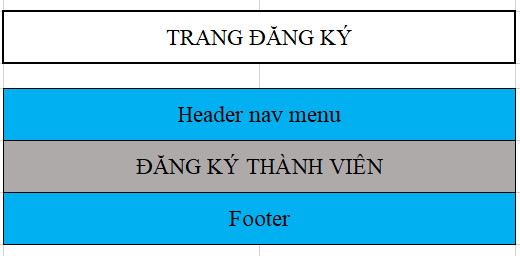 TRANG ĐĂNG KÝ
Header nav menu
ĐĂNG KÝ THÀNH VIÊN
Footer